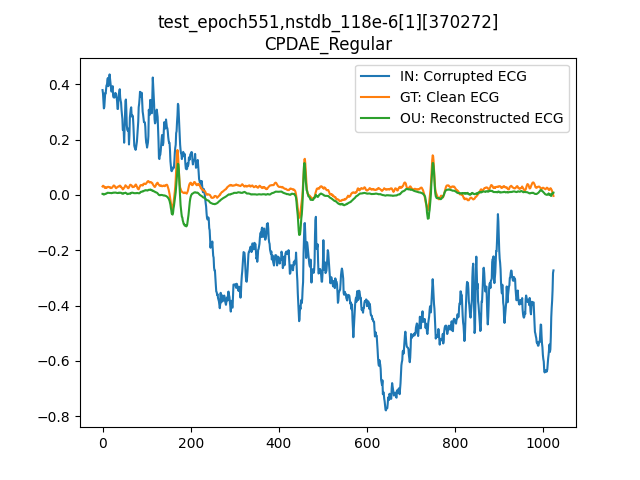 test_epoch551,nstdb_118e-6[1][370272]
CPDAE_Regular
IN: Corrupted ECG
GT: Clean ECG
OU: Reconstructed ECG
0.4
0.2
0.0
−0.2
−0.4
−0.6
−0.8
0 200 400 600 800 1000